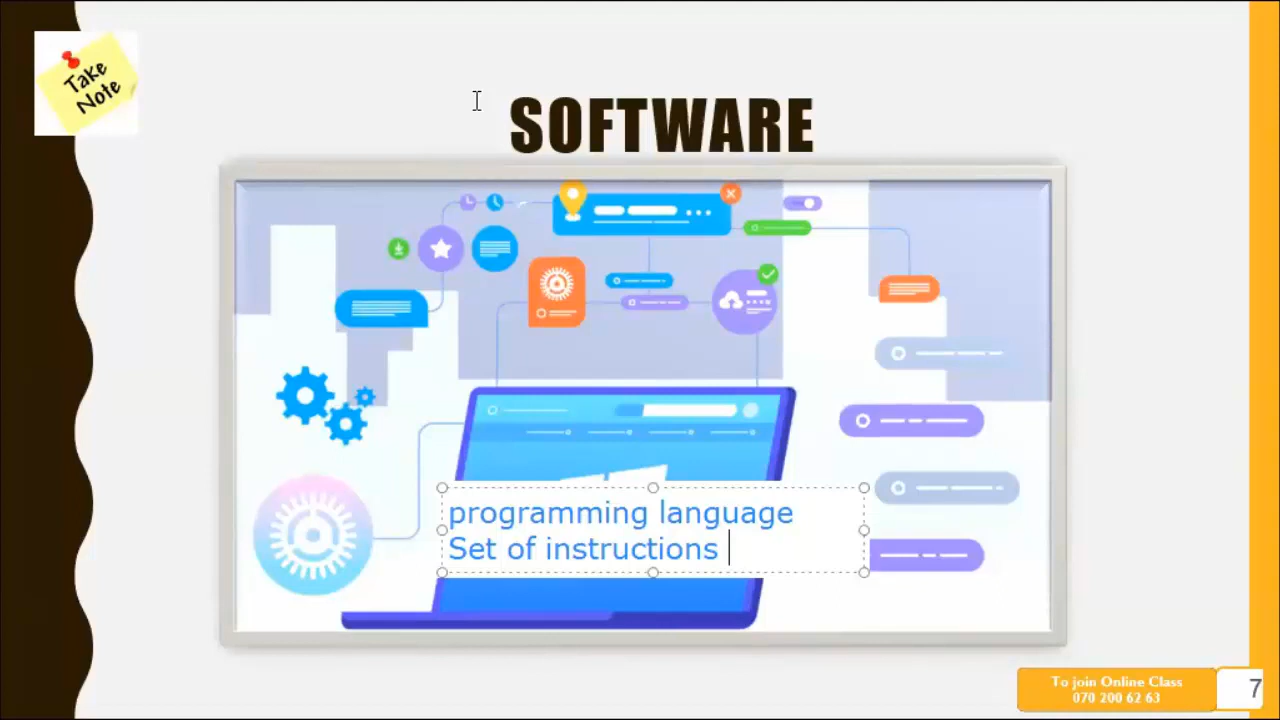 Take
Note
SOFTWARE
programming language
Set of instructions
To join Online Class
070 200 62 63
7